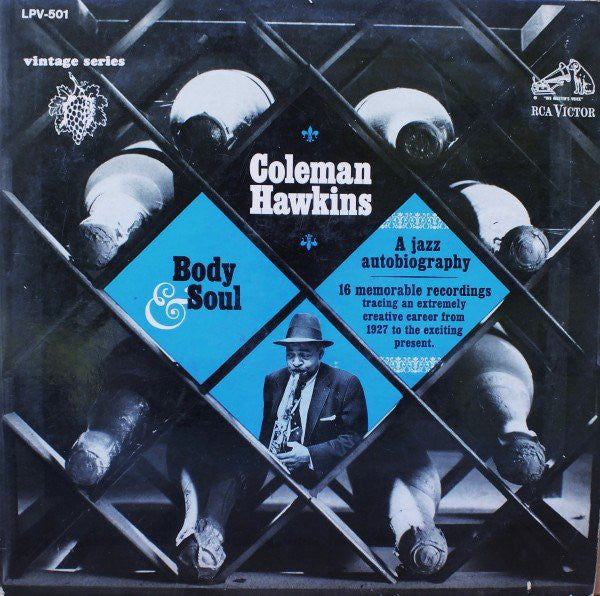 LPV-501
vintage series
"HIS MASTER'S VOICE"
RCA VICTOR
Coleman
Hawkins
Body
& Soul
A jazz
autobiography
16 memorable recordings
tracing an extremely
creative career from
1927 to the exciting
present.